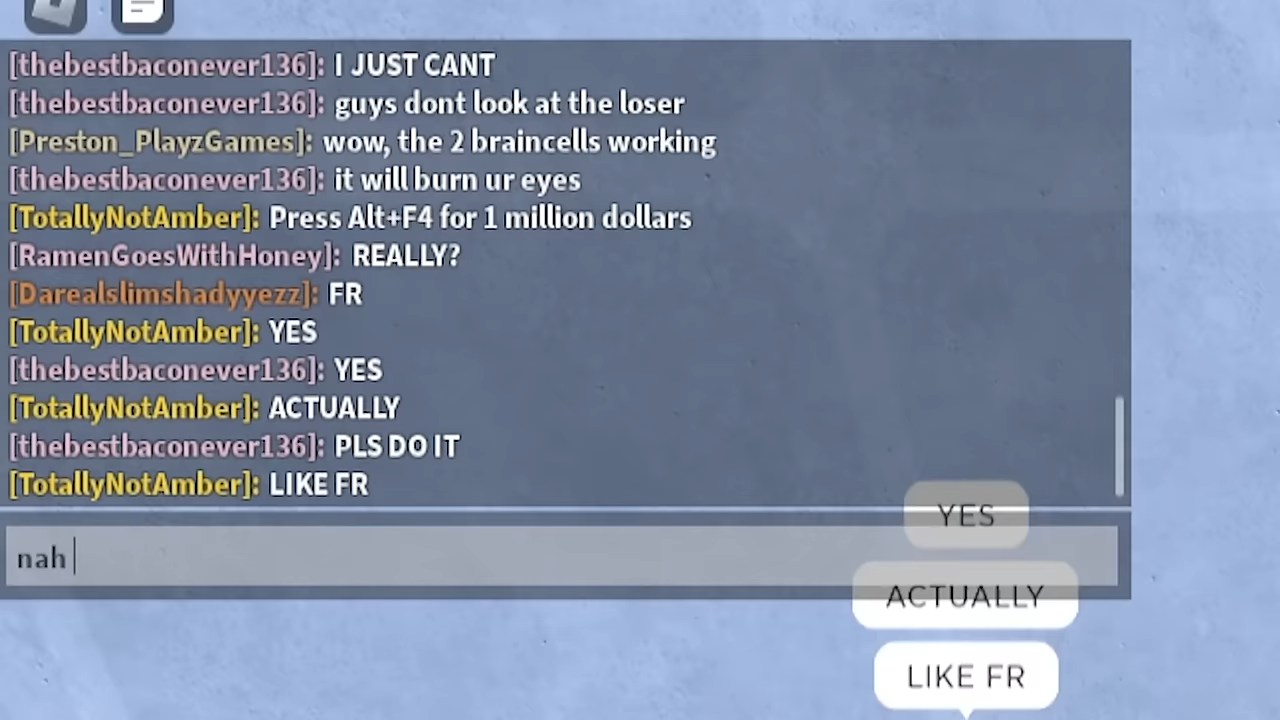 [thebestbaconever136]: I JUST CANT
[thebestbaconever136]: guys dont look at the loser
[Preston_PlayzGames]: wow, the 2 braincells working
[thebestbaconever136]: it will burn ur eyes
[TotallyNotAmber]: Press Alt+F4 for 1 million dollars
[RamenGoesWithHoney]: REALLY?
[Darealslimshadyyezz]: FR
[TotallyNotAmber]: YES
[thebestbaconever136]: YES
[TotallyNotAmber]: ACTUALLY
[thebestbaconever136]: PLS DO IT
[TotallyNotAmber]: LIKE FR
YES
nah
ACTUALLY
LIKE FR